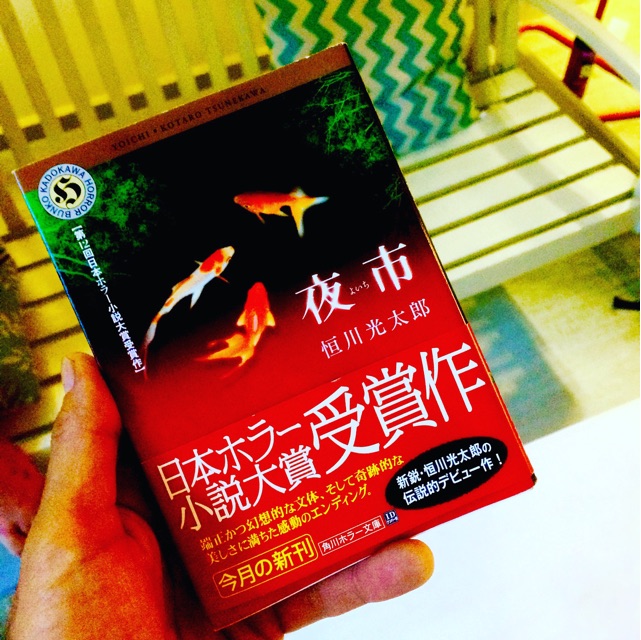 YOICHI・KOTARO TSUNEKAWA
KADOKAWA HORROR BUNKO
H
【第12回日本ホラー小説大賞受賞作】
夜市
よいち
恒川光太郎
日本ホラー
小説大賞
受賞作
端正かつ幻想的な文体、そして奇跡的な
美しさに満ちた感動のエンディング。
新鋭・恒川光太郎の
伝説的デビュー作!
今月の新刊
角川ホラー文庫